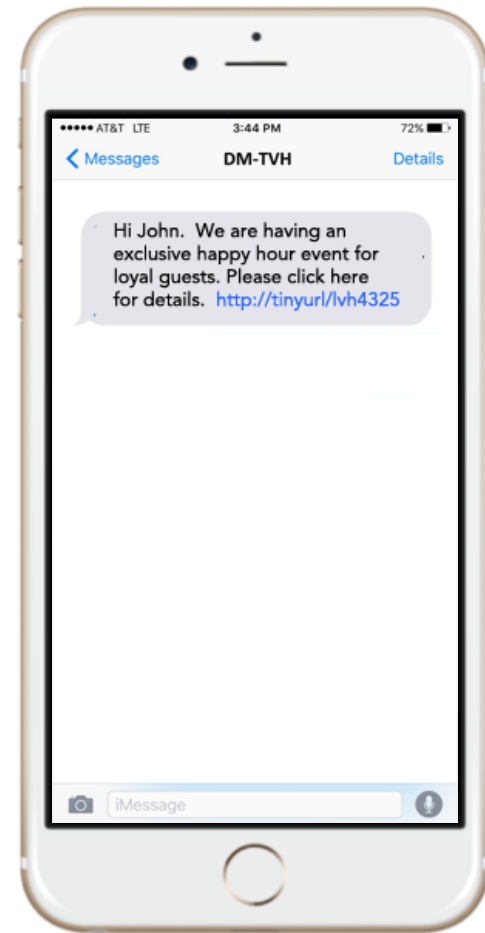 AT&T LTE 3:44 PM 72%
Messages DM-TVH Details
Hi John. We are having an
exclusive happy hour event for
loyal guests. Please click here
for details. http://tinyurl/lvh4325
iMessage